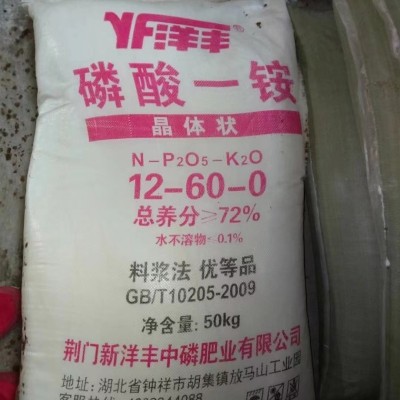 YF洋丰
磷酸一铵
晶体状
N-P2O5-K2O
12-60-0
总养分≥72%
水不溶物≤0.1%
料浆法 优等品
GB/T10205-2009
净含量: 50kg
荆门新洋丰中磷肥业有限公司
地址: 湖北省钟祥市胡集镇放马山工业园